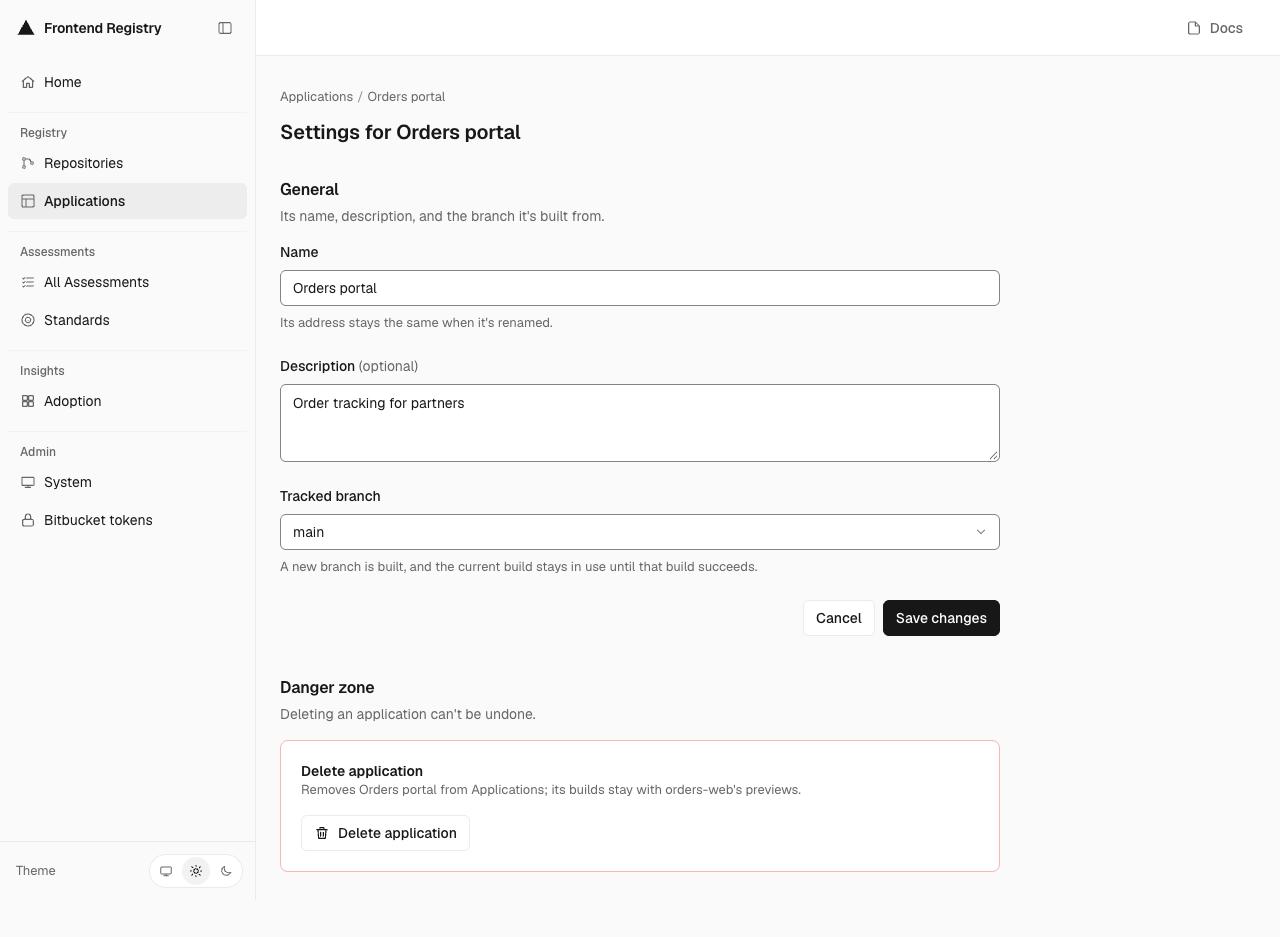 Frontend Registry
Docs
Home
Registry
Repositories
Applications
Assessments
All Assessments
Standards
Insights
Adoption
Admin
System
Bitbucket tokens
Theme
Applications / Orders portal
Settings for Orders portal
General
Its name, description, and the branch it's built from.
Name
Orders portal
Its address stays the same when it's renamed.
Description (optional)
Order tracking for partners
Tracked branch
main
A new branch is built, and the current build stays in use until that build succeeds.
Cancel
Save changes
Danger zone
Deleting an application can't be undone.
Delete application
Removes Orders portal from Applications; its builds stay with orders-web's previews.
Delete application